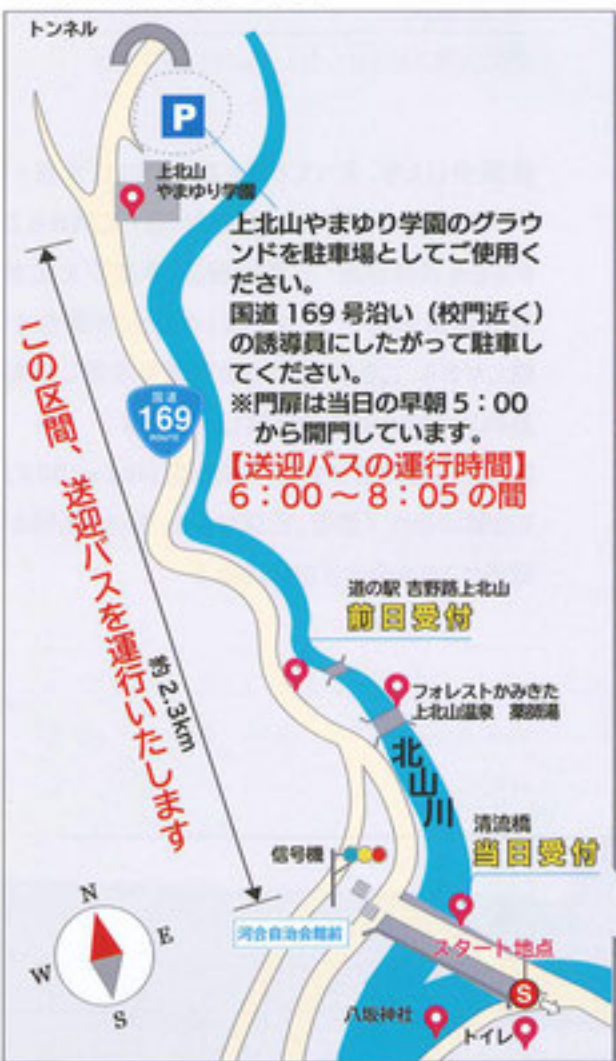 トンネル
P
上北山
やまゆり学園
上北山やまゆり学園のグラウ
ンドを駐車場としてご使用く
ださい。
国道 169 号沿い（校門近く）
の誘導員にしたがって駐車し
てください。
※門扉は当日の早朝 5：00
から開門しています。
【送迎バスの運行時間】
6：00 ～ 8：05 の間
国道
169
ROUTE
この区間、送迎バスを運行いたします
約 2.3km
道の駅 吉野路上北山
前日受付
フォレストかみきた
上北山温泉 薬師湯
北山川
清流橋
当日受付
信号機
河合自治会館前
スタート地点
S
八坂神社
トイレ
N
E
W
S